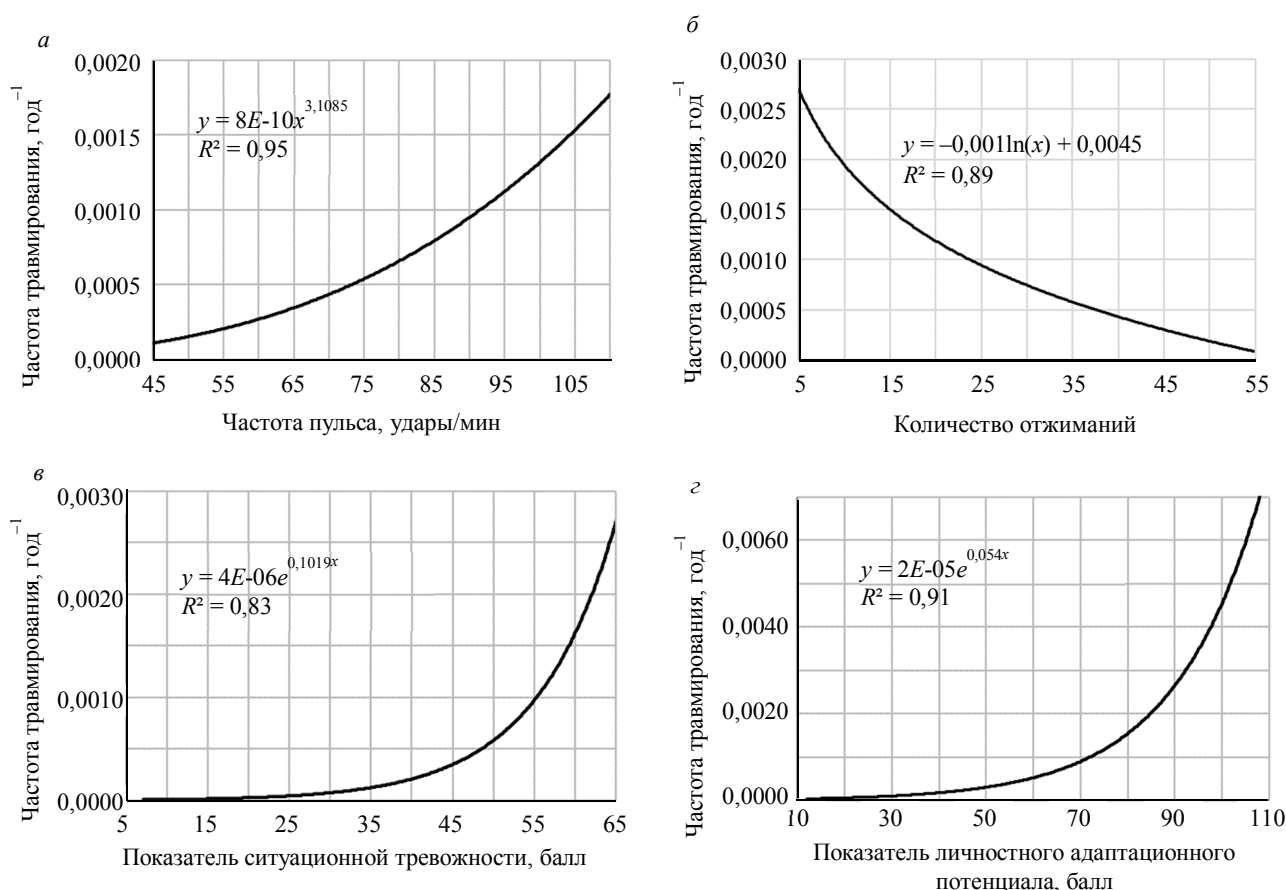 а
Частота травмирования, год⁻¹
0,0020
0,0015
0,0010
0,0005
0,0000
y = 8E-10x^3,1085
R² = 0,95
45 55 65 75 85 95 105
Частота пульса, удары/мин
б
Частота травмирования, год⁻¹
0,0030
0,0025
0,0020
0,0015
0,0010
0,0005
0,0000
y = –0,001ln(x) + 0,0045
R² = 0,89
5 15 25 35 45 55
Количество отжиманий
в
Частота травмирования, год⁻¹
0,0030
0,0020
0,0010
0,0000
y = 4E-06e^0,1019x
R² = 0,83
5 15 25 35 45 55 65
Показатель ситуационной тревожности, балл
г
Частота травмирования, год⁻¹
0,0060
0,0040
0,0020
0,0000
y = 2E-05e^0,054x
R² = 0,91
10 30 50 70 90 110
Показатель личностного адаптационного
потенциала, балл